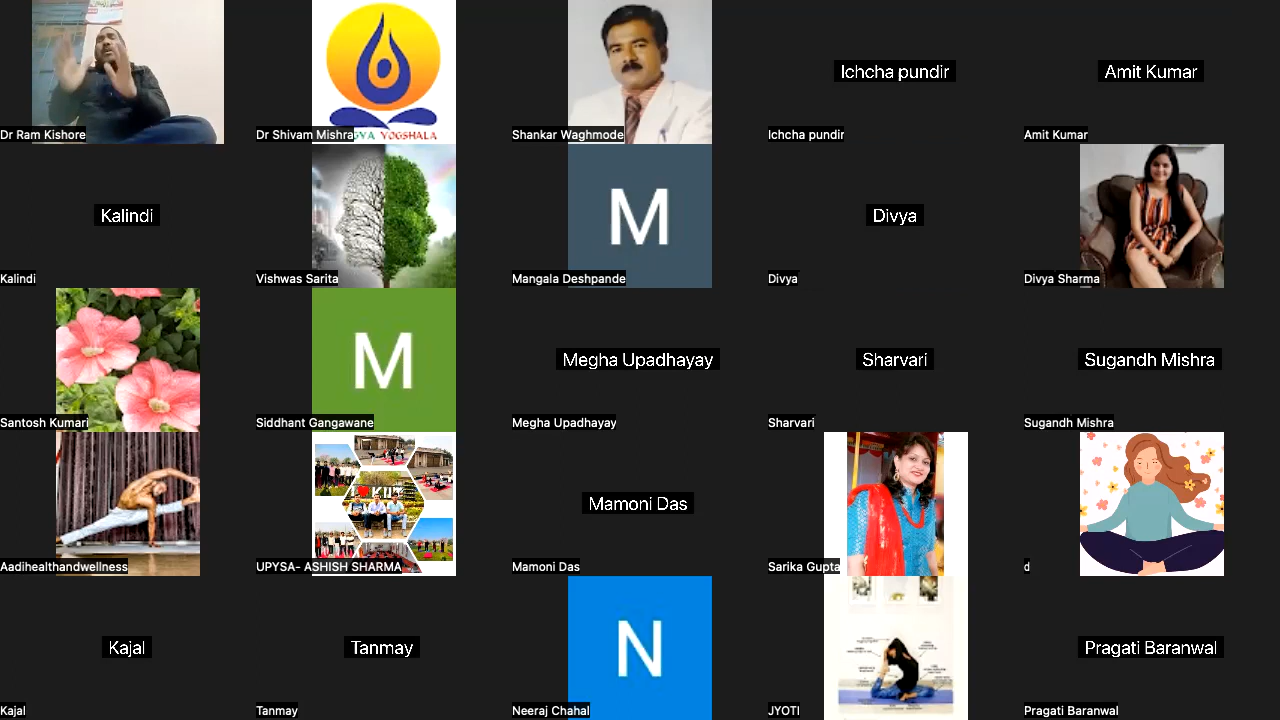 Ichcha pundir
Amit Kumar
Dr Ram Kishore
Dr Shivam Mishra
GYA YOGSHALA
Shankar Waghmode
Ichcha pundir
Amit Kumar
Kalindi
M
Divya
Kalindi
Vishwas Sarita
Mangala Deshpande
Divya
Divya Sharma
M
Megha Upadhayay
Sharvari
Sugandh Mishra
Santosh Kumari
Siddhant Gangawane
Megha Upadhayay
Sharvari
Sugandh Mishra
Mamoni Das
Aadihealthandwellness
UPYSA- ASHISH SHARMA
Mamoni Das
Sarika Gupta
d
Kajal
Tanmay
N
Pragati Baranwal
Kajal
Tanmay
Neeraj Chahal
JYOTI
Pragati Baranwal